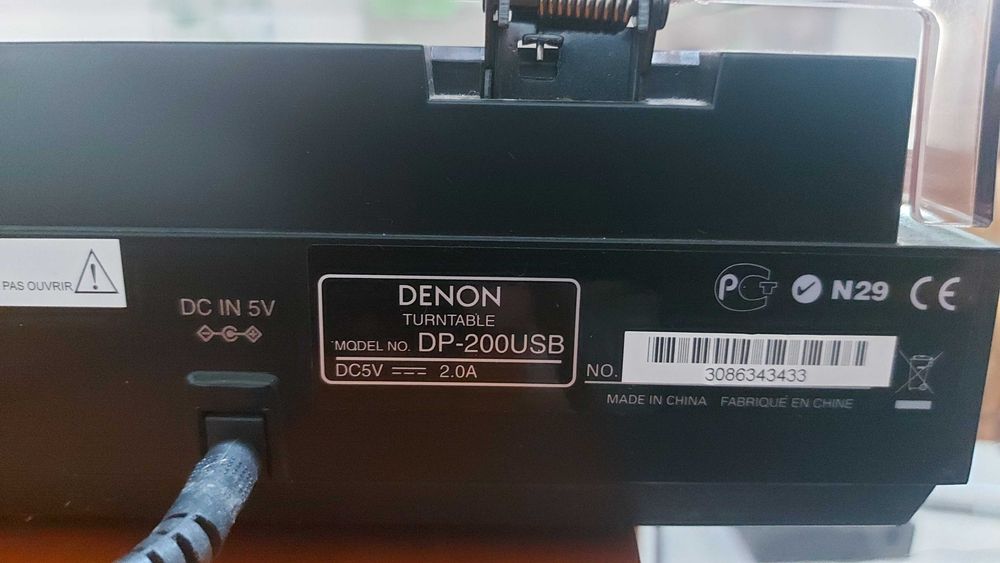 PAS OUVRIR
DC IN 5V
DENON
TURNTABLE
MODEL NO. DP-200USB
DC5V 2.0A
PCT
N29
CE
NO. 3086343433
MADE IN CHINA FABRIQUE EN CHINE